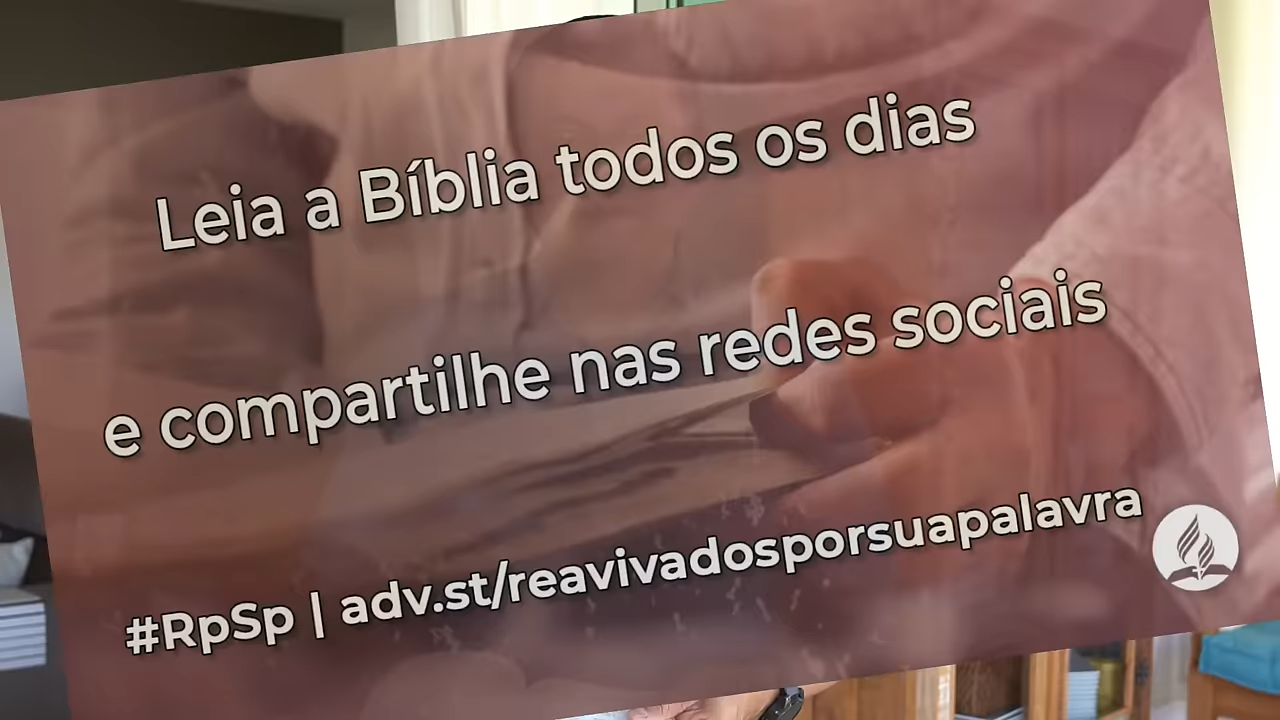 Leia a Bíblia todos os dias
e compartilhe nas redes sociais
#RpSp | adv.st/reavivadosporsuapalavra